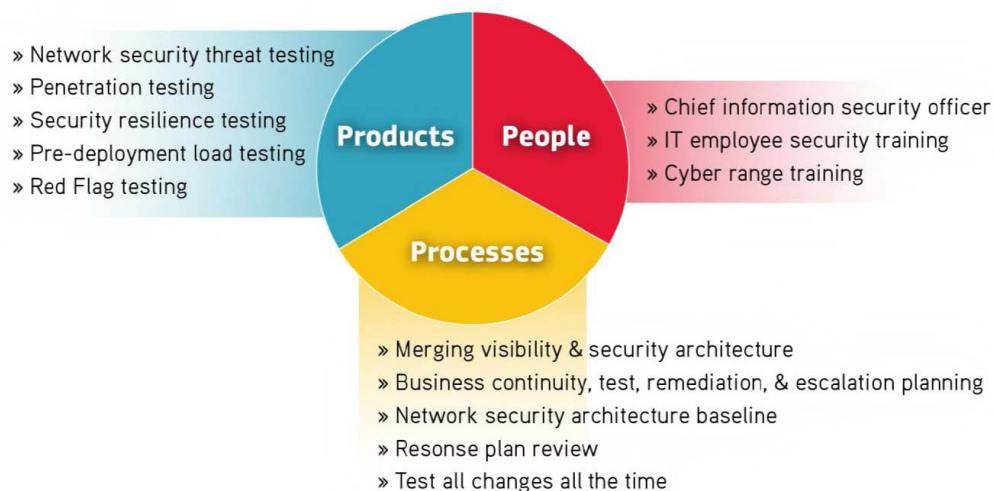 » Network security threat testing
» Penetration testing
» Security resilience testing
» Pre-deployment load testing
» Red Flag testing
Products
People
» Chief information security officer
» IT employee security training
» Cyber range training
Processes
» Merging visibility & security architecture
» Business continuity, test, remediation, & escalation planning
» Network security architecture baseline
» Resonse plan review
» Test all changes all the time